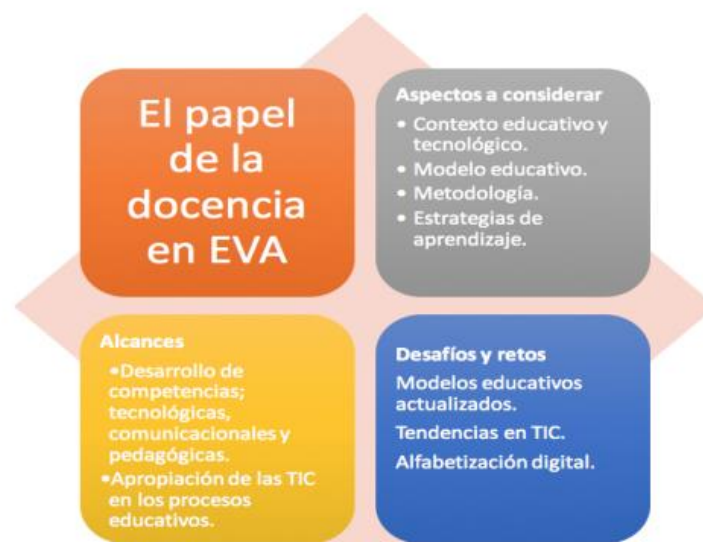 El papel
de la
docencia
en EVA
Aspectos a considerar
• Contexto educativo y
tecnológico.
• Modelo educativo.
• Metodología.
• Estrategias de
aprendizaje.
Alcances
•Desarrollo de
competencias;
tecnológicas,
comunicacionales y
pedagógicas.
•Apropiación de las TIC
en los procesos
educativos.
Desafíos y retos
Modelos educativos
actualizados.
Tendencias en TIC.
Alfabetización digital.